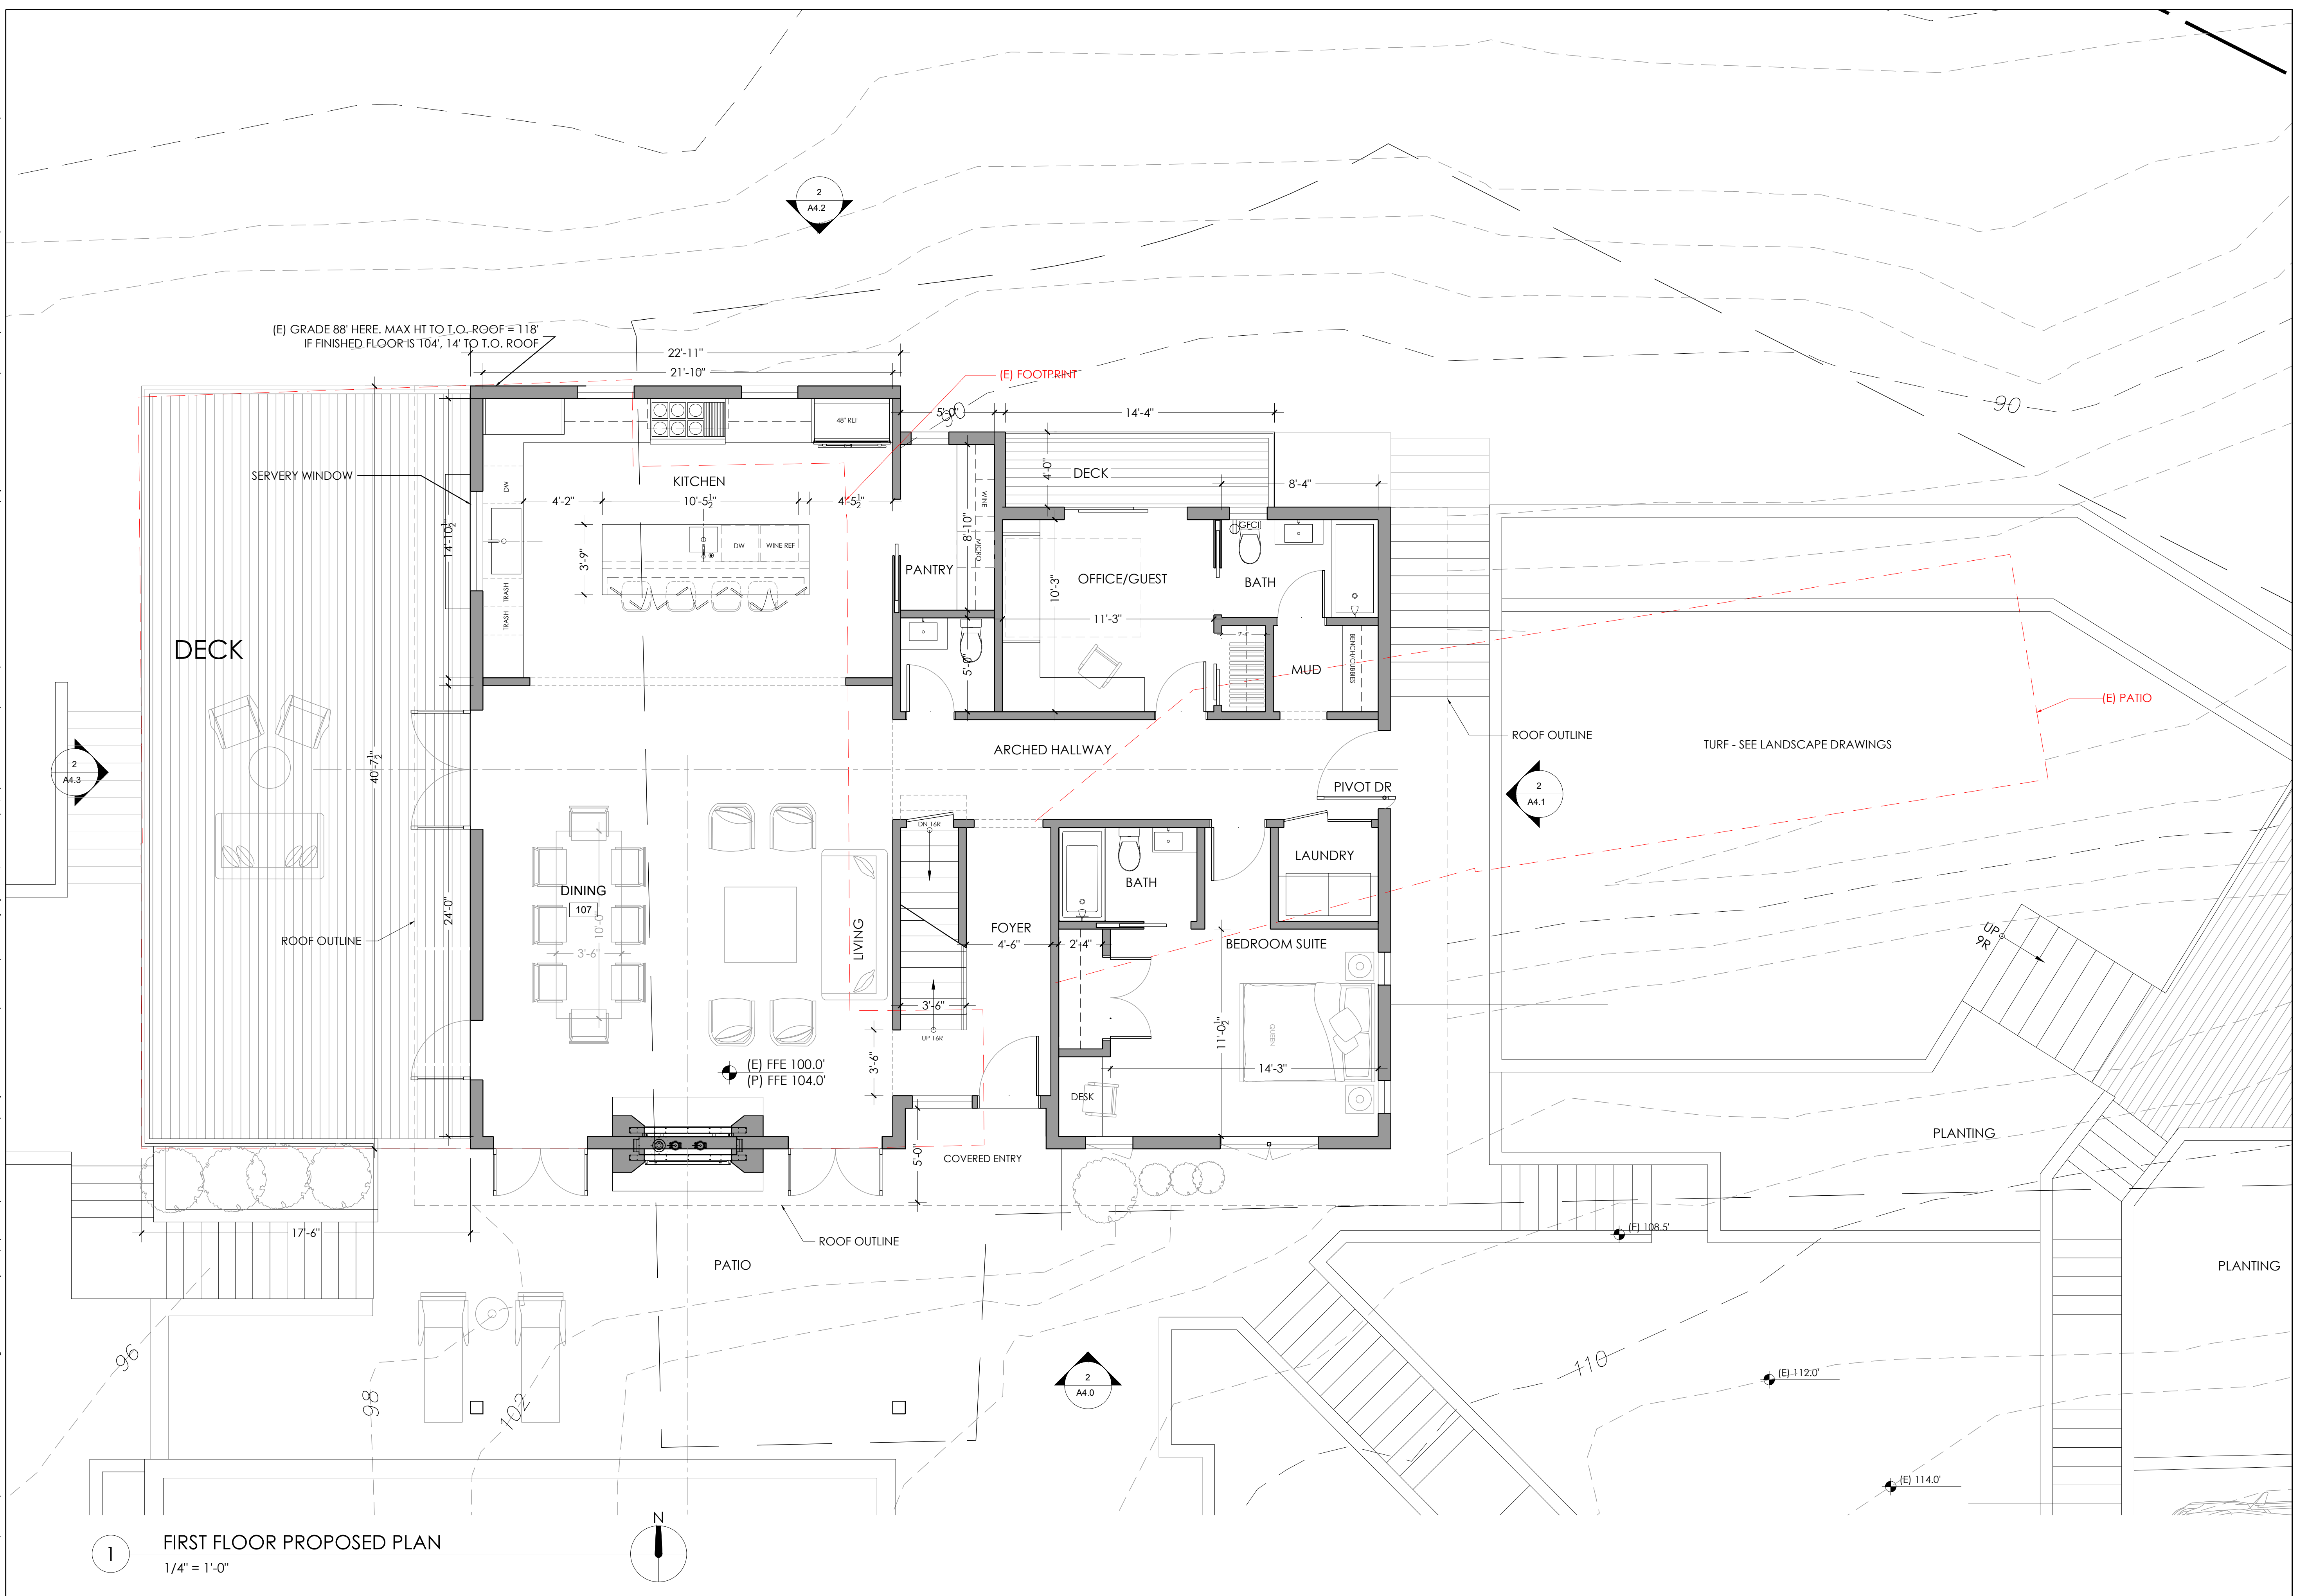 2
A4.2
(E) GRADE 88' HERE. MAX HT TO T.O. ROOF = 118'
IF FINISHED FLOOR IS 104', 14' TO T.O. ROOF
22'-11"
21'-10"
(E) FOOTPRINT
90
90
5'-0"
14'-4"
48" REF
SERVERY WINDOW
KITCHEN
DECK
4'-0"
8'-4"
DW
4'-2"
10'-5½"
4'-5½"
WINE
14'-10½"
8'-10"
GFCI
3'-9"
DW
WINE REF
MICRO.
PANTRY
OFFICE/GUEST
BATH
10'-3"
TRASH
TRASH
11'-3"
2'-4"
BENCH/CUBBIES
DECK
5'-0"
MUD
(E) PATIO
ROOF OUTLINE
TURF - SEE LANDSCAPE DRAWINGS
ARCHED HALLWAY
2
A4.3
40'-7½"
PIVOT DR
2
A4.1
DN 16R
LAUNDRY
BATH
DINING
107
24'-0"
10'-0"
3'-6"
LIVING
ROOF OUTLINE
FOYER
4'-6"
2'-4"
BEDROOM SUITE
UP
9R
3'-6"
UP 16R
QUEEN
11'-0½"
3'-6"
(E) FFE 100.0'
(P) FFE 104.0'
14'-3"
DESK
PLANTING
5'-0"
COVERED ENTRY
17'-6"
ROOF OUTLINE
(E) 108.5'
PATIO
PLANTING
96
98
102
2
A4.0
110
(E) 112.0'
(E) 114.0'
N
1
FIRST FLOOR PROPOSED PLAN
1/4" = 1'-0"